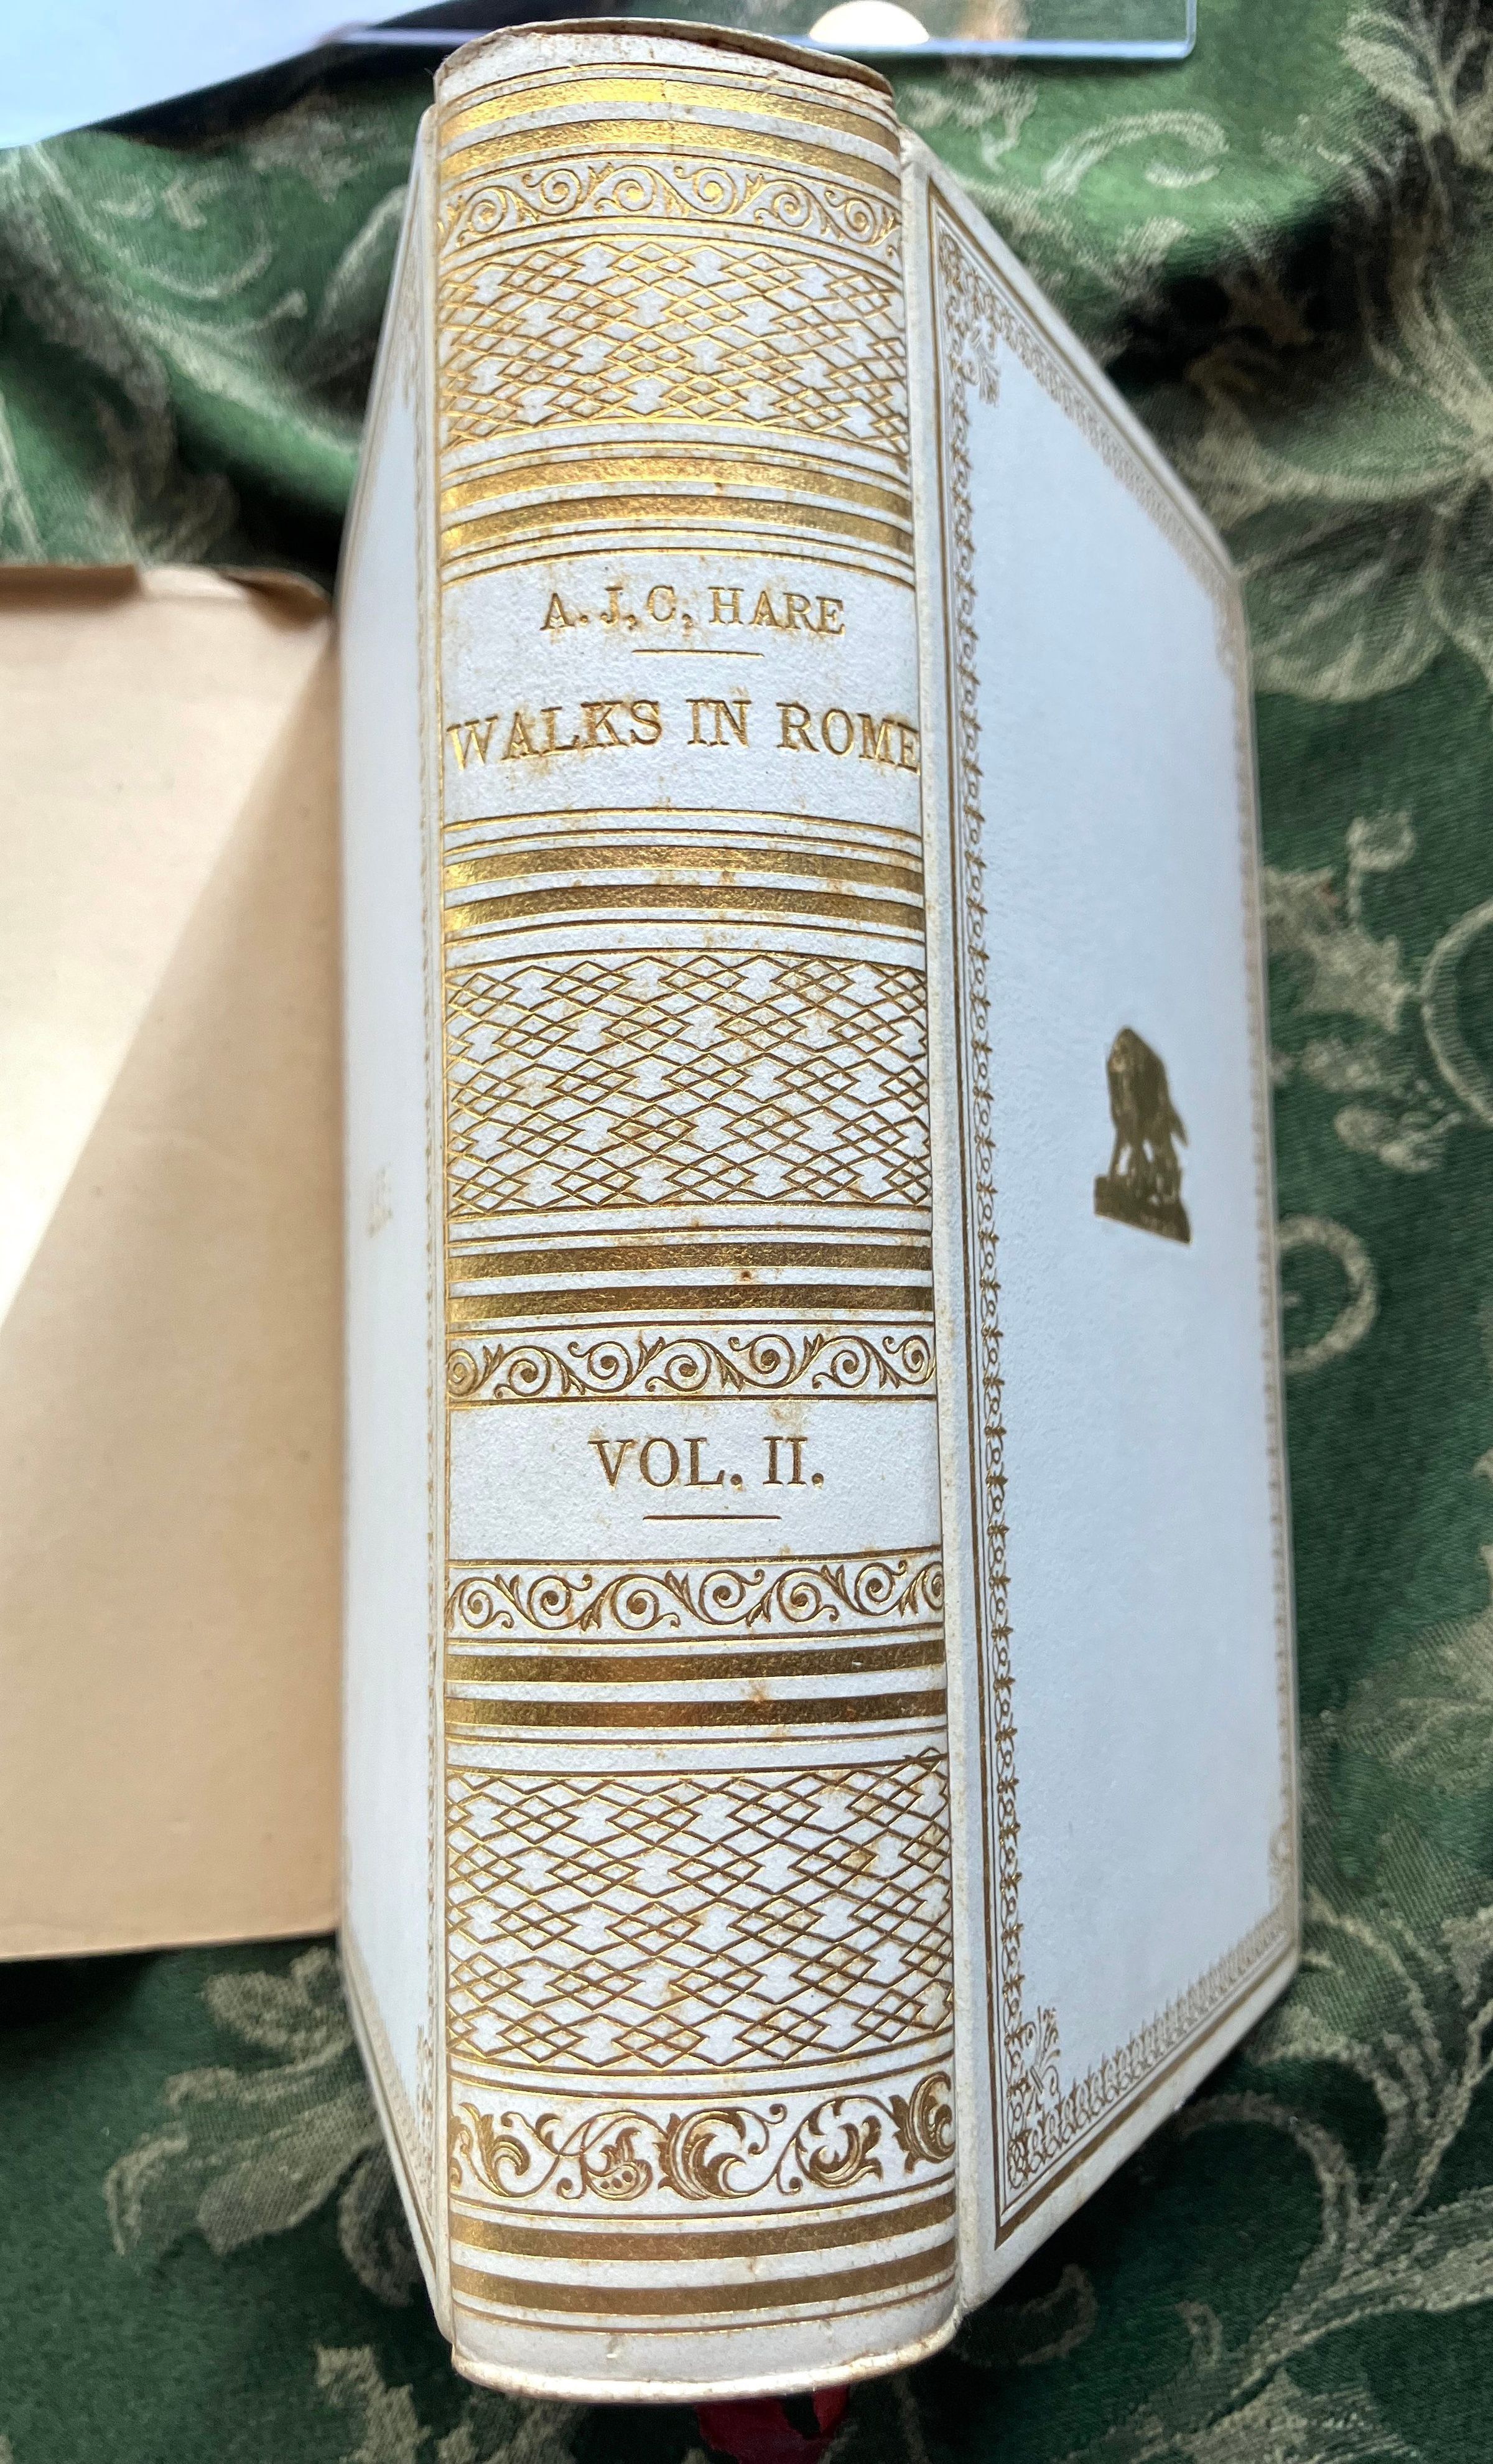 A. J. C. HARE
WALKS IN ROME
VOL. II.